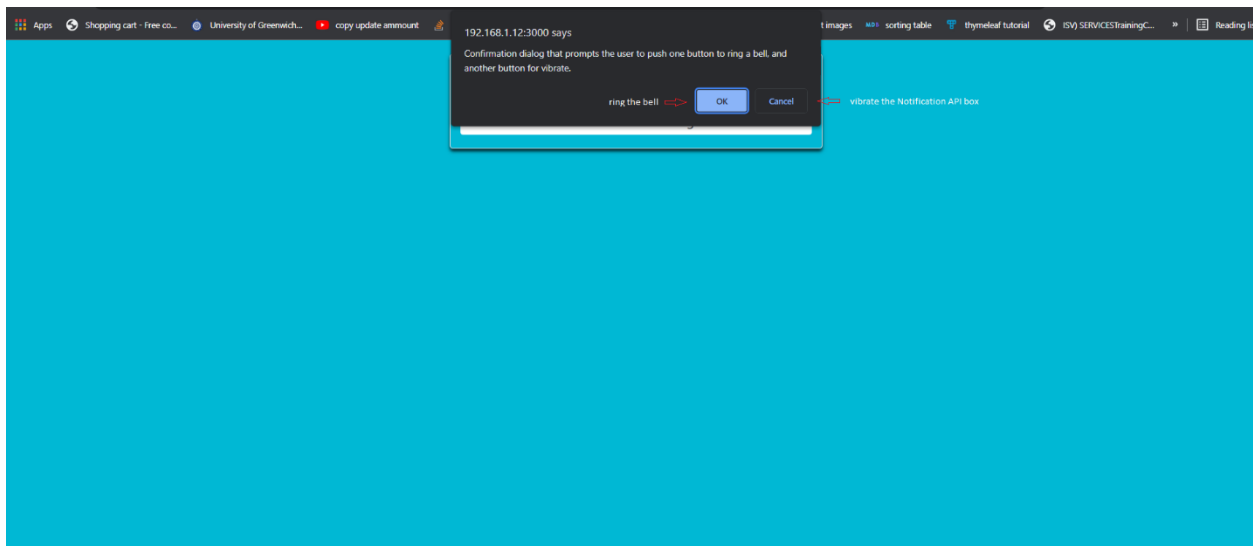 Apps Shopping cart - Free co... University of Greenwich... copy update ammount t images sorting table thymeleaf tutorial ISV) SERVICESTrainingC... » Reading lis
192.168.1.12:3000 says
Confirmation dialog that prompts the user to push one button to ring a bell, and
another button for vibrate.
ring the bell OK Cancel vibrate the Notification API box